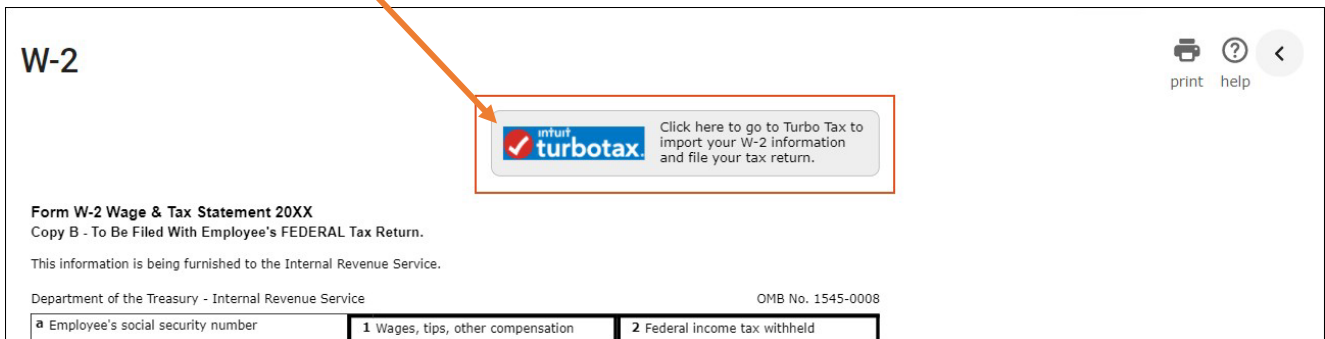 W-2
print help
intuit
turbotax.
Click here to go to Turbo Tax to
import your W-2 information
and file your tax return.
Form W-2 Wage & Tax Statement 20XX
Copy B - To Be Filed With Employee's FEDERAL Tax Return.
This information is being furnished to the Internal Revenue Service.
Department of the Treasury - Internal Revenue Service OMB No. 1545-0008
a Employee's social security number 1 Wages, tips, other compensation 2 Federal income tax withheld